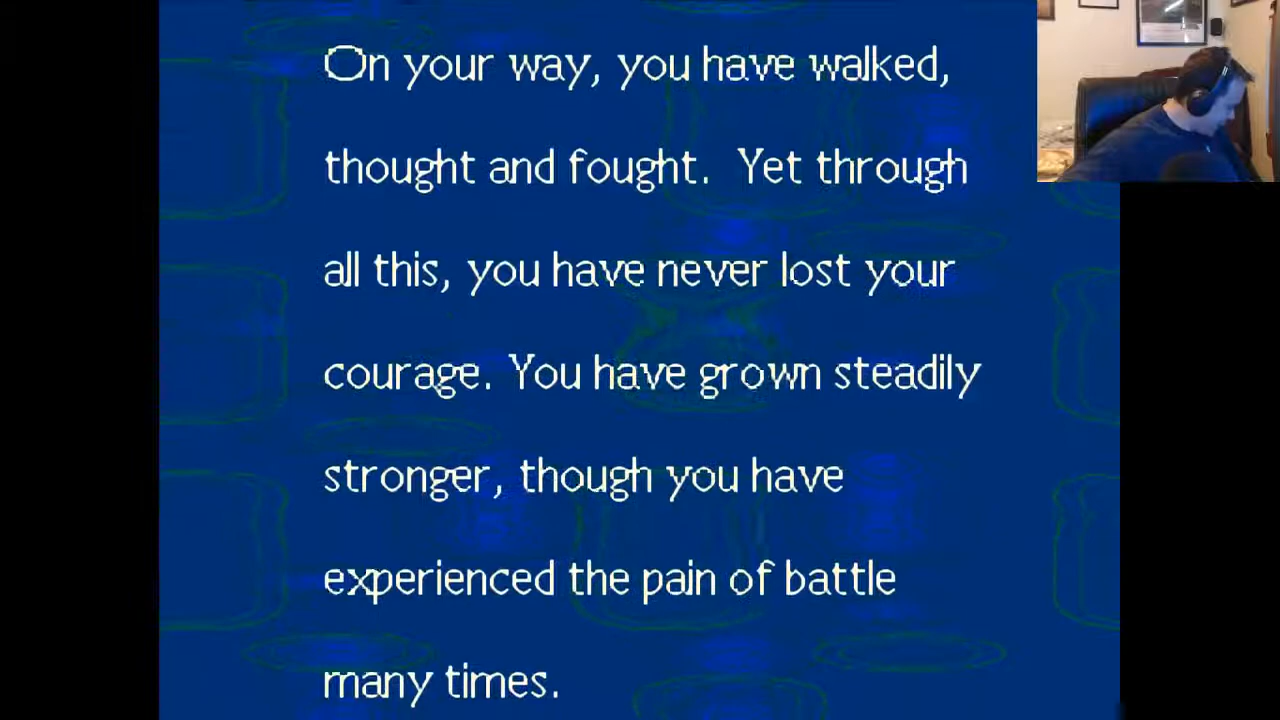 On your way, you have walked,
thought and fought. Yet through
all this, you have never lost your
courage. You have grown steadily
stronger, though you have
experienced the pain of battle
many times.